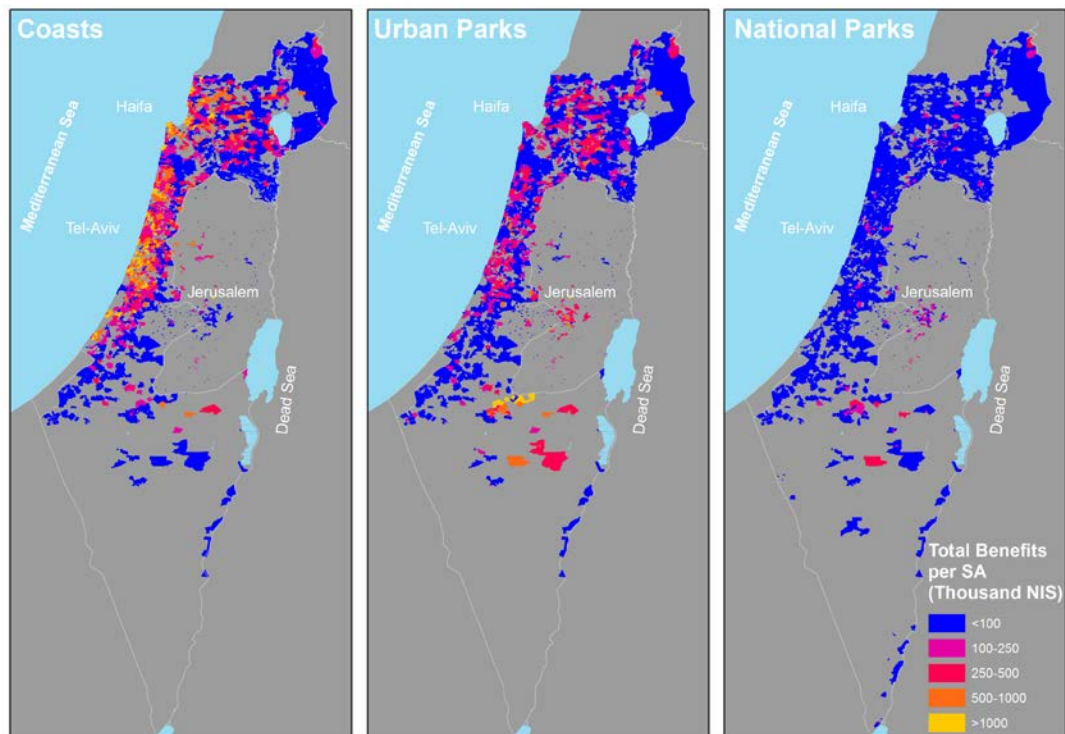 Coasts
Haifa
Mediterranean Sea
Tel-Aviv
Jerusalem
Dead Sea
Urban Parks
Haifa
Mediterranean Sea
Tel-Aviv
Jerusalem
Dead Sea
National Parks
Haifa
Mediterranean Sea
Tel-Aviv
Jerusalem
Dead Sea
Total Benefits
per SA
(Thousand NIS)
<100
100-250
250-500
500-1000
>1000